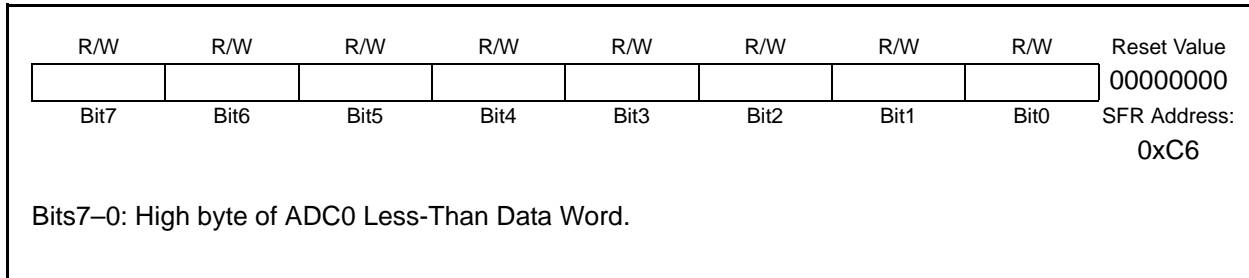 R/W R/W R/W R/W R/W R/W R/W R/W Reset Value
00000000
Bit7 Bit6 Bit5 Bit4 Bit3 Bit2 Bit1 Bit0 SFR Address:
0xC6
Bits7–0: High byte of ADC0 Less-Than Data Word.